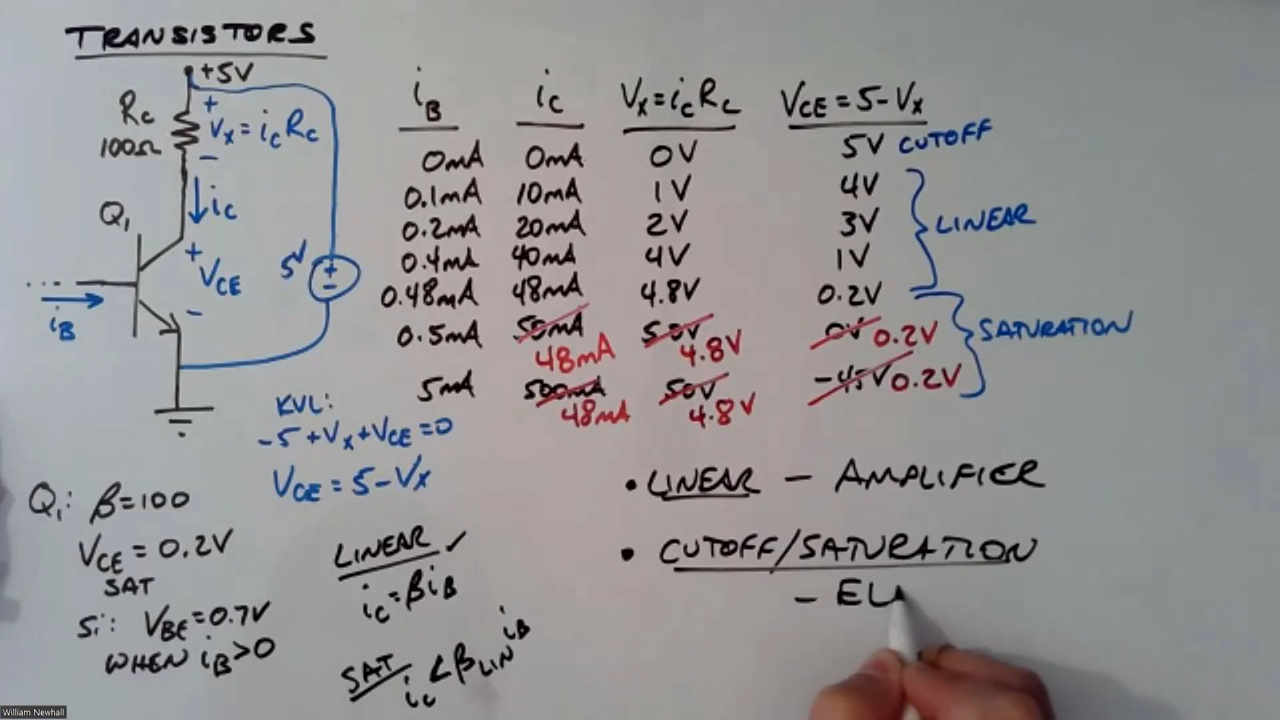 TRANSISTORS
+5V
Rc
100Ω
+
Vx = ic Rc
−
ic
Q1
+
VCE
−
5V
+
−
... iB
iB ic Vx=icRc VCE=5-Vx
0mA 0mA 0V 5V CUTOFF
0.1mA 10mA 1V 4V
0.2mA 20mA 2V 3V LINEAR
0.4mA 40mA 4V 1V
0.48mA 48mA 4.8V 0.2V
0.5mA 50mA 48mA 5.0V 4.8V 0V 0.2V SATURATION
5mA 500mA 48mA 50V 4.8V -45V 0.2V
KVL:
-5+Vx+VCE=0
VCE=5-Vx
Q1: β=100
VCE = 0.2V
SAT
Si: VBE=0.7V
WHEN iB>0
LINEAR ✓
ic=βiB
SAT ic < βLIN iB
• LINEAR - AMPLIFIER
• CUTOFF/SATURATION
- EL
William Newhall